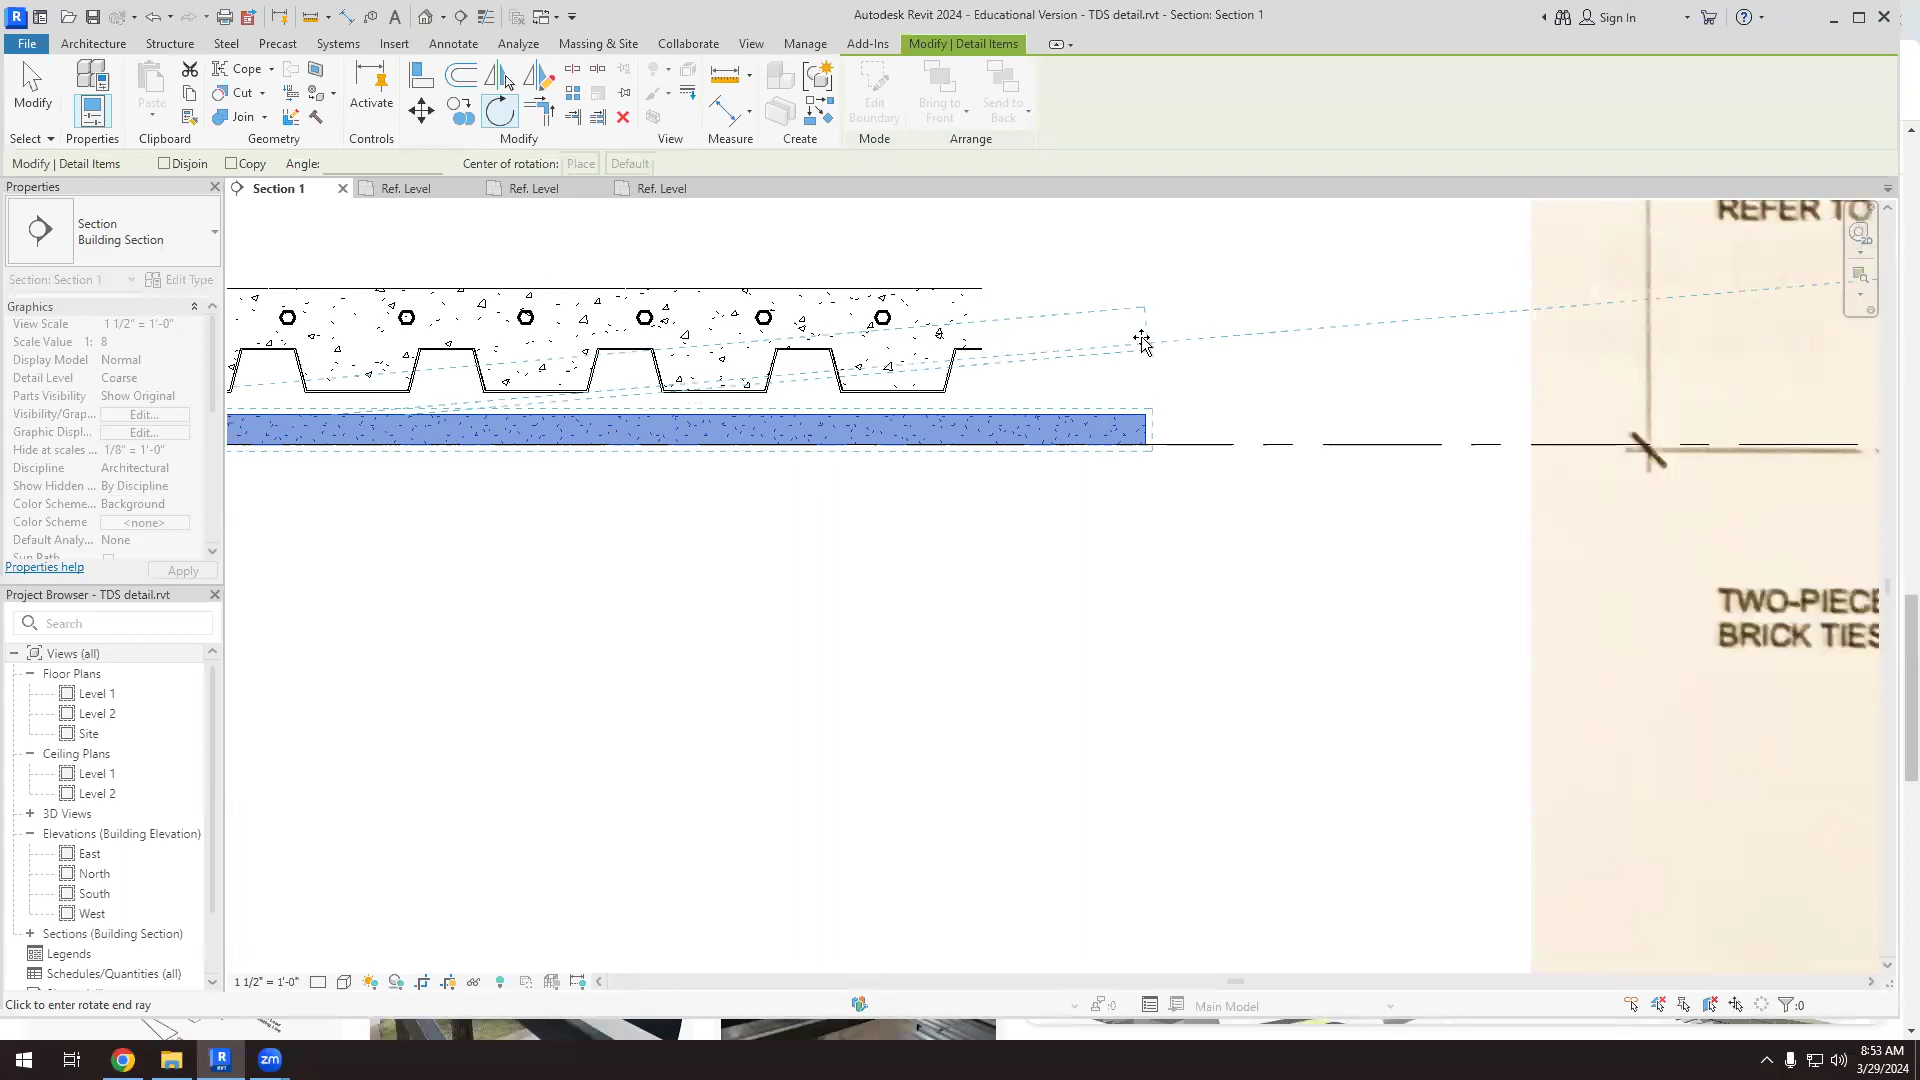 Autodesk Revit 2024 - Educational Version - TDS detail.rvt - Section: Section 1
Sign In
File
Architecture
Structure
Steel
Precast
Systems
Insert
Annotate
Analyze
Massing & Site
Collaborate
View
Manage
Add-Ins
Modify | Detail Items
Modify
Paste
Cope
Cut
Join
Activate
Edit Boundary
Bring to Front
Send to Back
Select
Properties
Clipboard
Geometry
Controls
Modify
View
Measure
Create
Mode
Arrange
Modify | Detail Items
Disjoin
Copy
Angle:
Center of rotation:
Place
Default
Properties
Section 1
Ref. Level
Ref. Level
Ref. Level
Section
Building Section
Section: Section 1
Edit Type
Graphics
View Scale 1 1/2" = 1'-0"
Scale Value 1: 8
Display Model Normal
Detail Level Coarse
Parts Visibility Show Original
Visibility/Grap... Edit...
Graphic Displ... Edit...
Hide at scales ... 1/8" = 1'-0"
Discipline Architectural
Show Hidden ... By Discipline
Color Scheme... Background
Color Scheme <none>
Default Analy... None
Sun Path
Properties help
Apply
Project Browser - TDS detail.rvt
Search
Views (all)
Floor Plans
Level 1
Level 2
Site
Ceiling Plans
Level 1
Level 2
3D Views
Elevations (Building Elevation)
East
North
South
West
Sections (Building Section)
Legends
Schedules/Quantities (all)
REFER TO
TWO-PIECE
BRICK TIES
1 1/2" = 1'-0"
Click to enter rotate end ray
:0
Main Model
:0
8:53 AM
3/29/2024